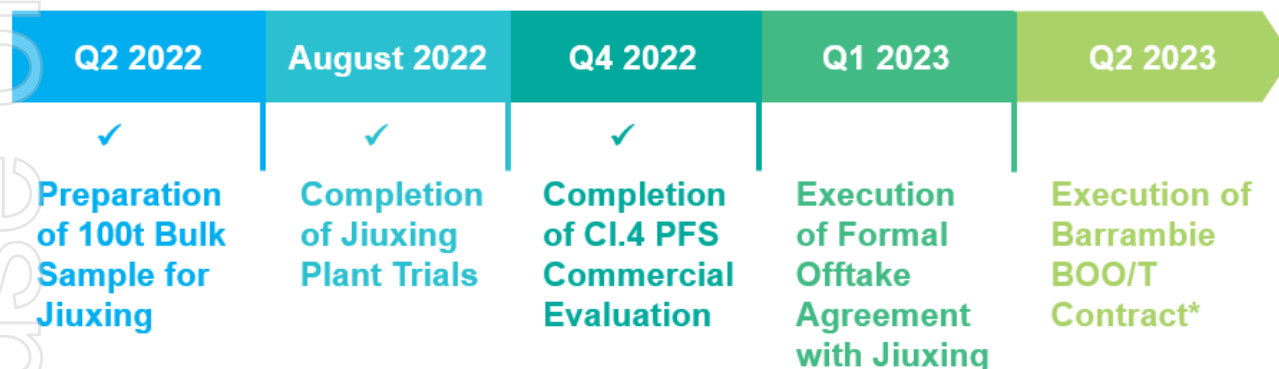 Q2 2022
August 2022
Q4 2022
Q1 2023
Q2 2023
✓
✓
✓
Preparation
of 100t Bulk
Sample for
Jiuxing
Completion
of Jiuxing
Plant Trials
Completion
of Cl.4 PFS
Commercial
Evaluation
Execution
of Formal
Offtake
Agreement
with Jiuxing
Execution of
Barrambie
BOO/T
Contract*